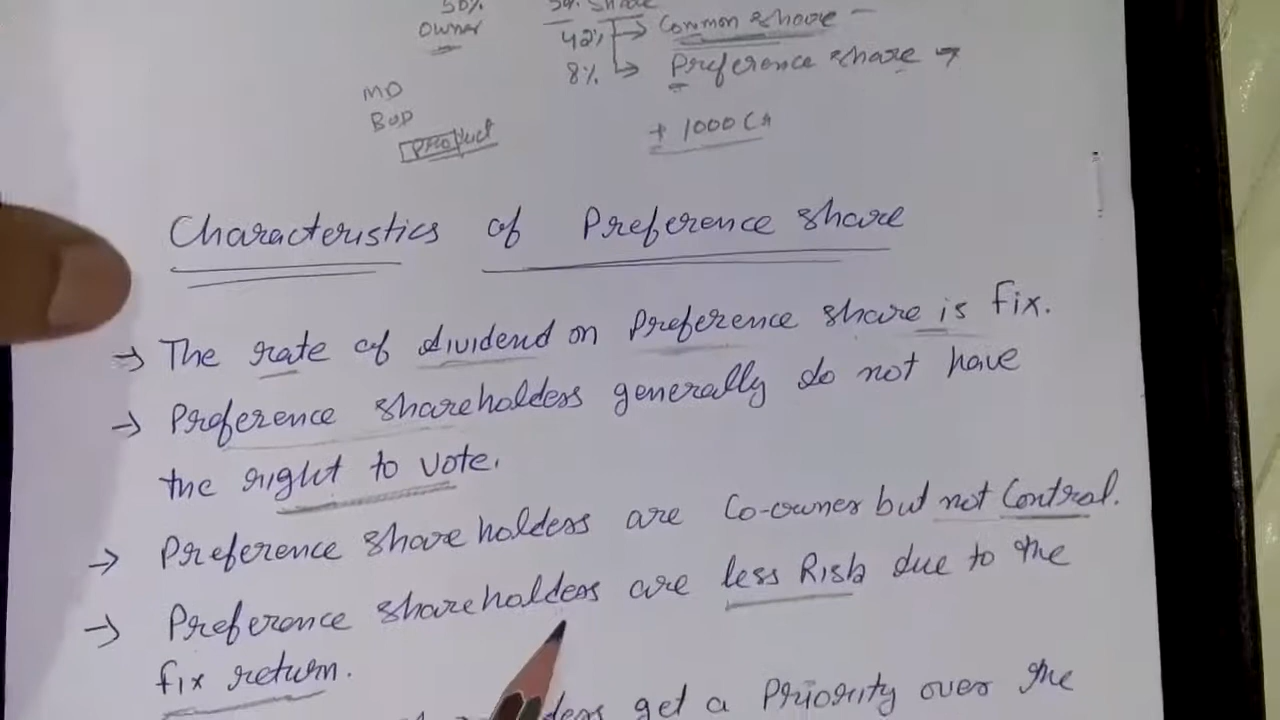 50%
Owner
42% Common share
8% Preference share
MD
BOD
Product
+ 1000 Cr
Characteristics of Preference share
→ The rate of dividend on Preference share is fix.
→ Preference shareholders generally do not have
the right to vote.
→ Preference shareholders are Co-owner but not Control.
→ Preference shareholders are less Risk due to the
fix return.
get a Priority over the